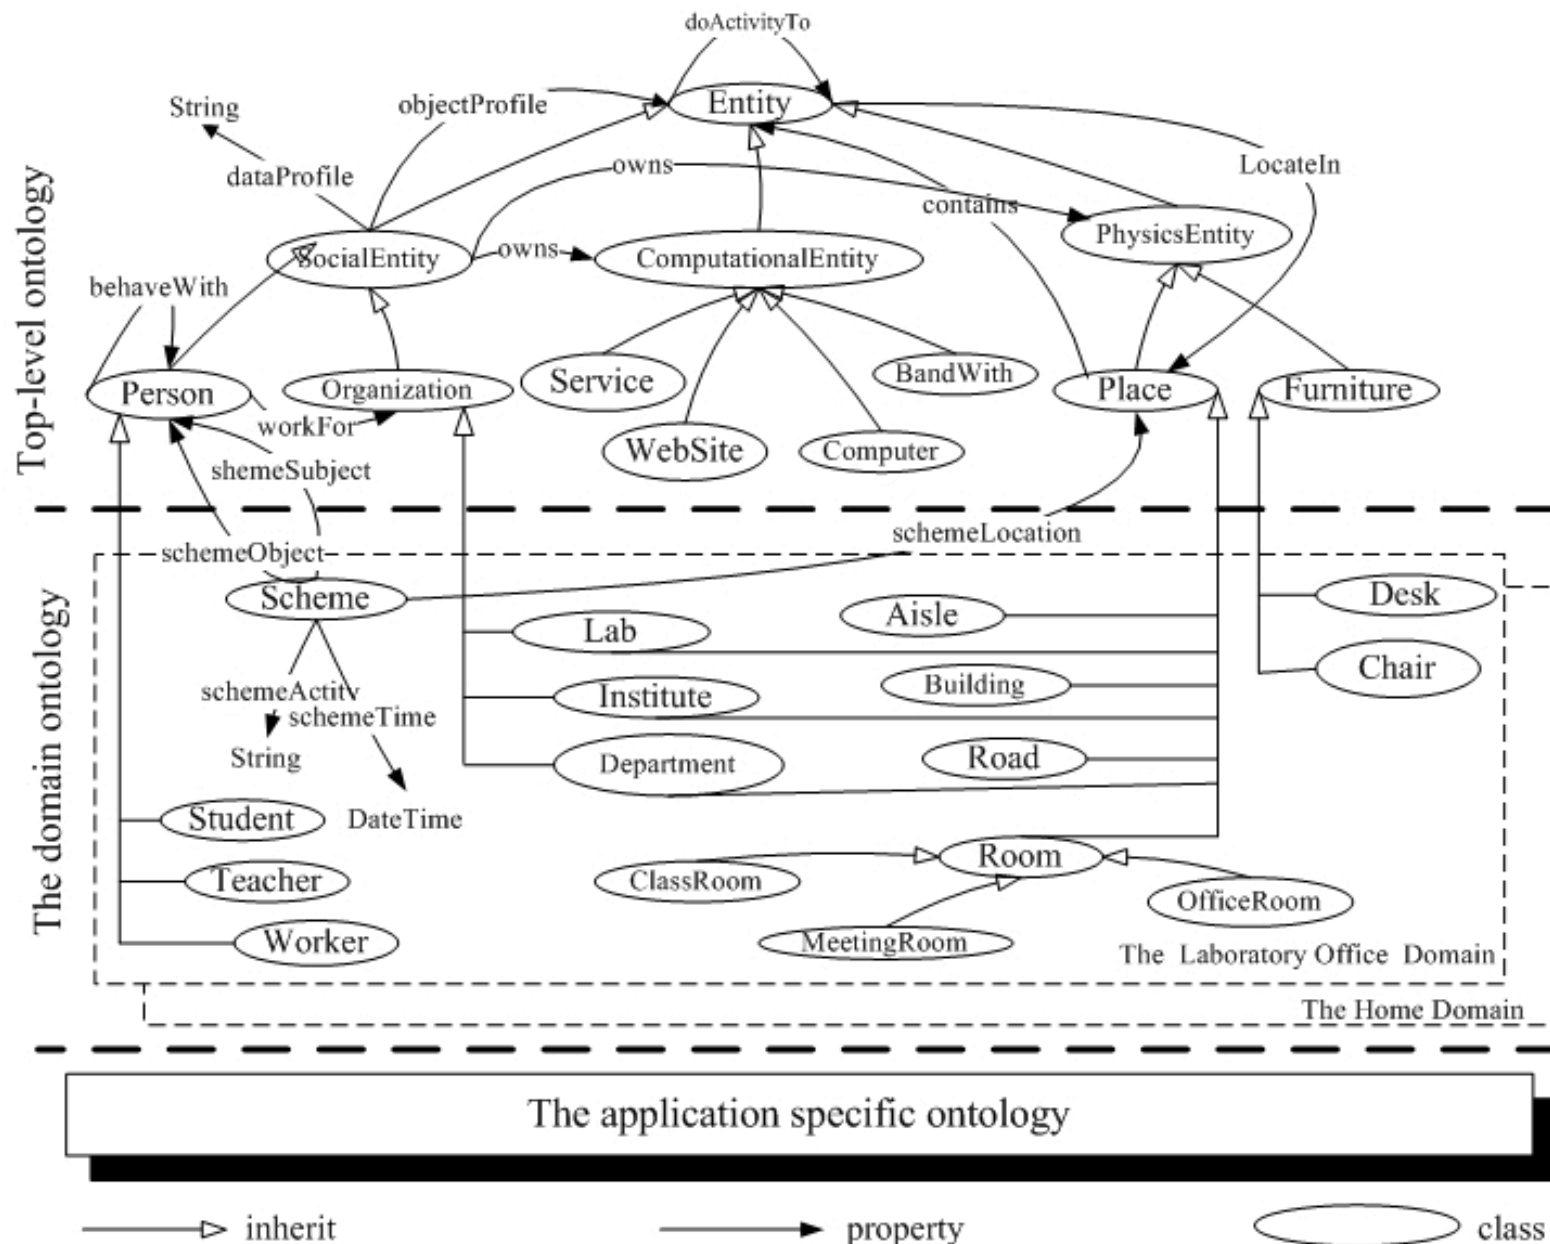 doActivityTo
String
objectProfile
Entity
dataProfile
owns
LocateIn
contains
SocialEntity
owns
ComputationalEntity
PhysicsEntity
behaveWith
Top-level ontology
Person
Organization
Service
BandWith
Place
Furniture
workFor
WebSite
Computer
shemeSubject
schemeLocation
schemeObject
The domain ontology
Scheme
Lab
Aisle
Desk
Chair
schemeActity
Institute
Building
schemeTime
String
Department
Road
Student
DateTime
Teacher
ClassRoom
Room
OfficeRoom
Worker
MeetingRoom
The Laboratory Office Domain
The Home Domain
The application specific ontology
inherit
property
class